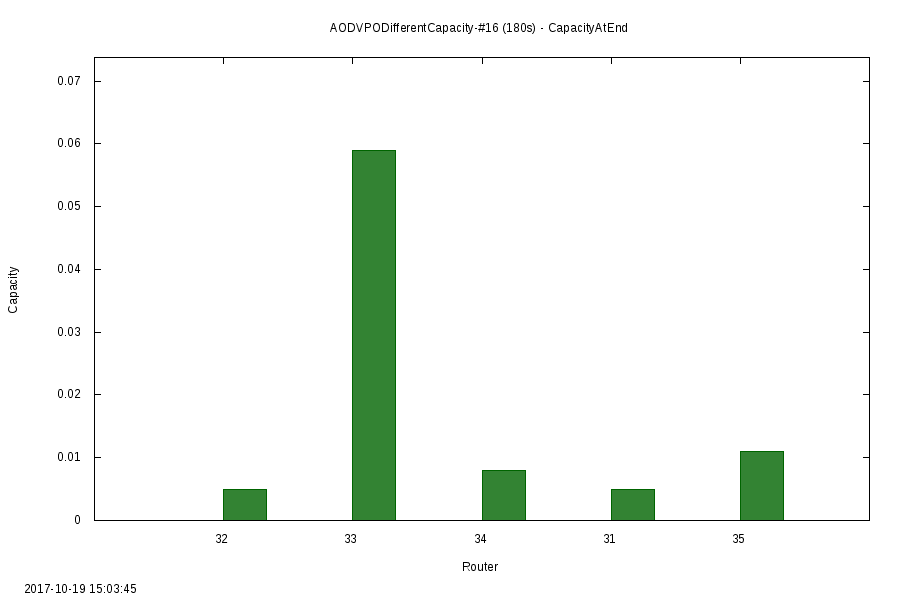 AODVPODifferentCapacity-#16 (180s) - CapacityAtEnd
0.07
0.06
0.05
0.04
0.03
0.02
0.01
0
Capacity
32 33 34 31 35
Router
2017-10-19 15:03:45